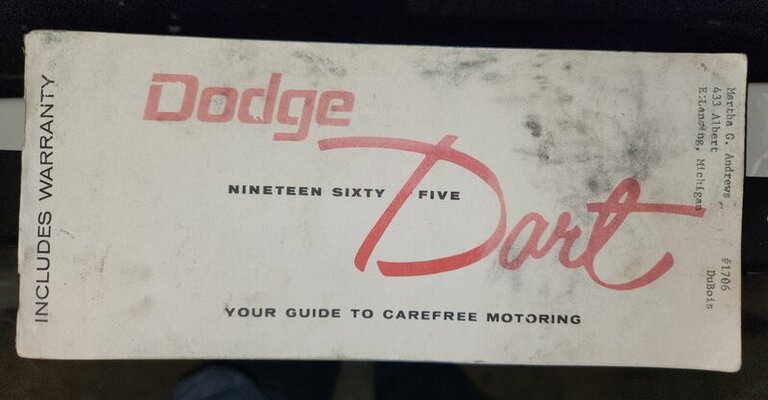 INCLUDES WARRANTY
Dodge
NINETEEN SIXTY FIVE
Dart
YOUR GUIDE TO CAREFREE MOTORING
Martha G. Andrews
433 Albert
E.Lansing, Michigan
#1706
DuBois